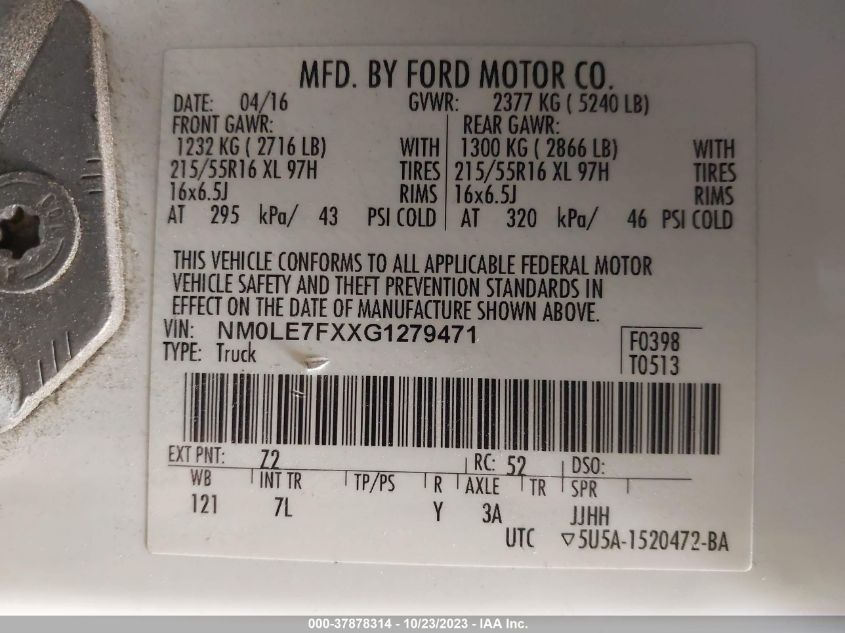 MFD. BY FORD MOTOR CO.
DATE: 04/16 GVWR: 2377 KG ( 5240 LB)
FRONT GAWR: REAR GAWR:
1232 KG ( 2716 LB) WITH 1300 KG ( 2866 LB) WITH
215/55R16 XL 97H TIRES 215/55R16 XL 97H TIRES
16x6.5J RIMS 16x6.5J RIMS
AT 295 kPa/ 43 PSI COLD AT 320 kPa/ 46 PSI COLD
THIS VEHICLE CONFORMS TO ALL APPLICABLE FEDERAL MOTOR
VEHICLE SAFETY AND THEFT PREVENTION STANDARDS IN
EFFECT ON THE DATE OF MANUFACTURE SHOWN ABOVE.
VIN: NM0LE7FXXG1279471
TYPE: Truck
F0398
T0513
EXT PNT: Z2 RC: 52 DSO:
WB INT TR TP/PS R AXLE TR SPR
121 7L Y 3A JJHH
UTC ▽5U5A-1520472-BA
000-37878314 - 10/23/2023 - IAA Inc.